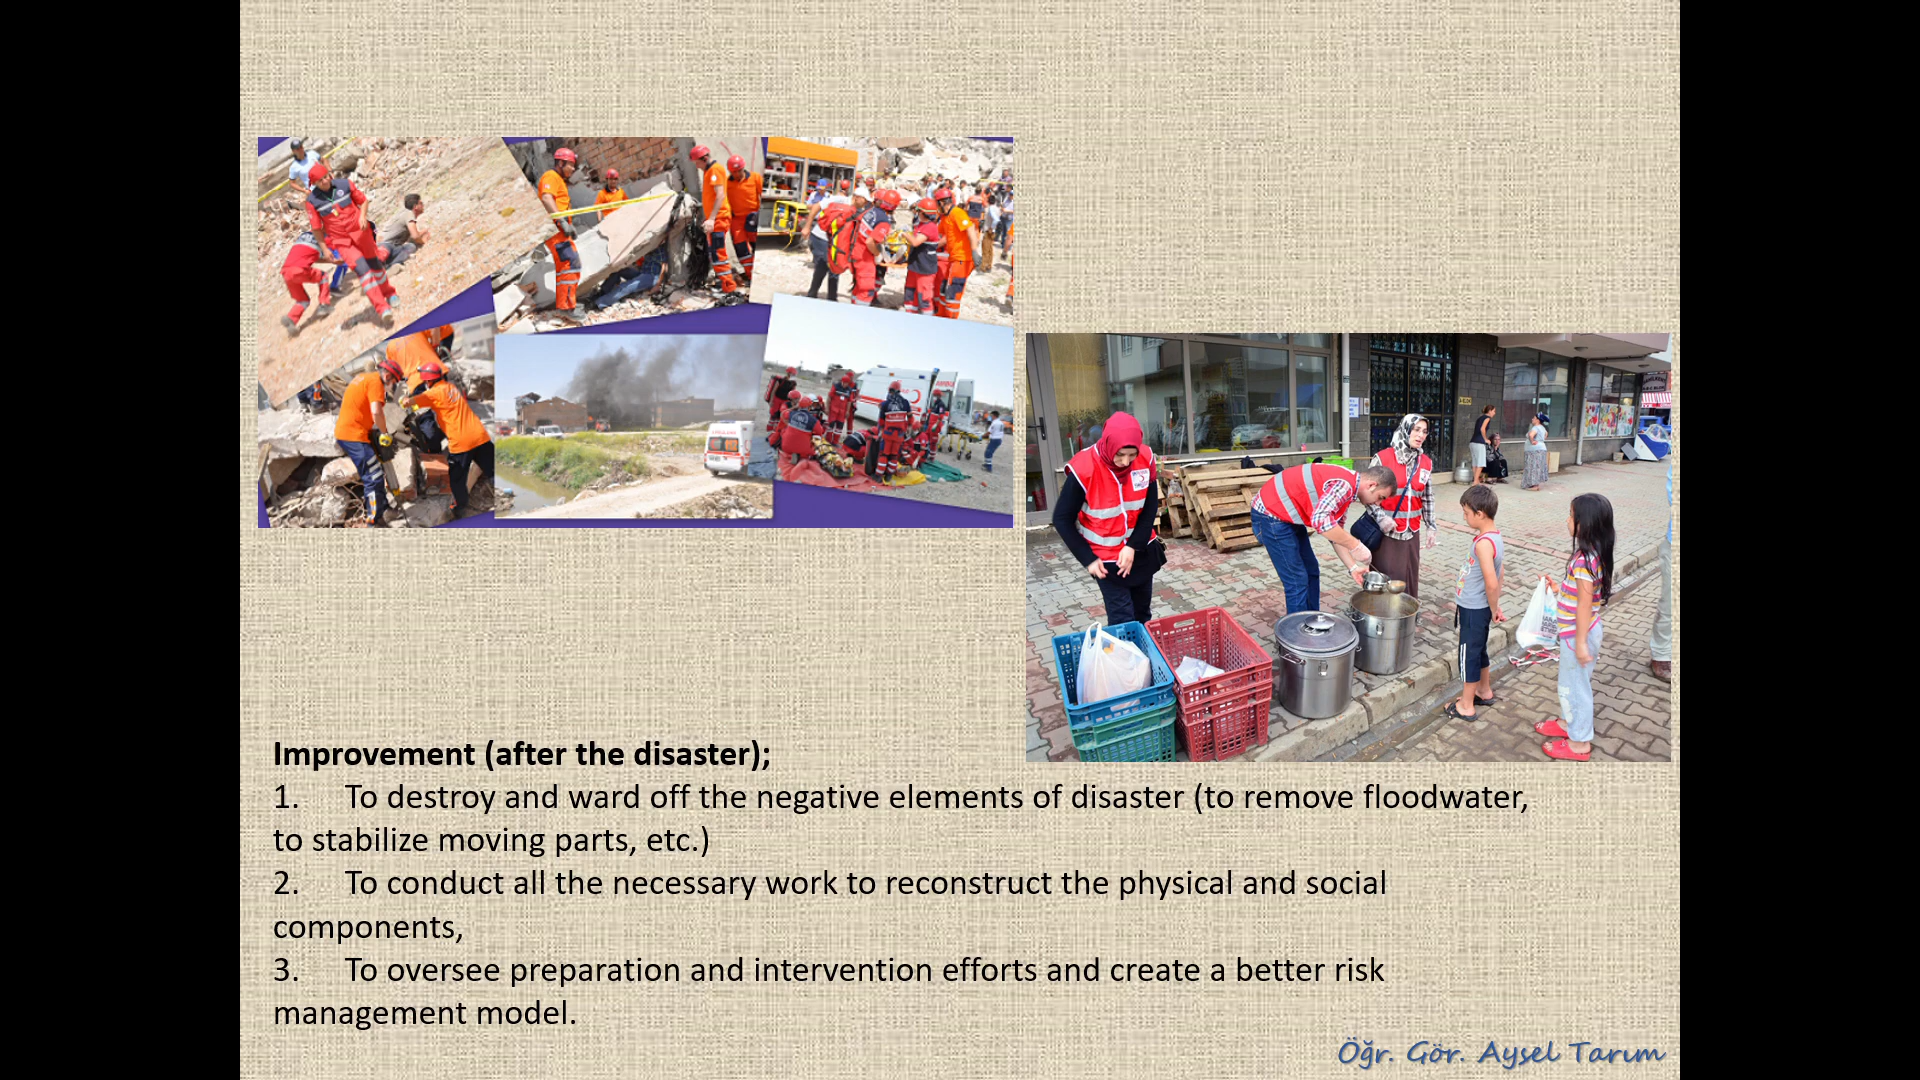 Improvement (after the disaster);
1. To destroy and ward off the negative elements of disaster (to remove floodwater,
to stabilize moving parts, etc.)
2. To conduct all the necessary work to reconstruct the physical and social
components,
3. To oversee preparation and intervention efforts and create a better risk
management model.
Öğr. Gör. Aysel Tarım